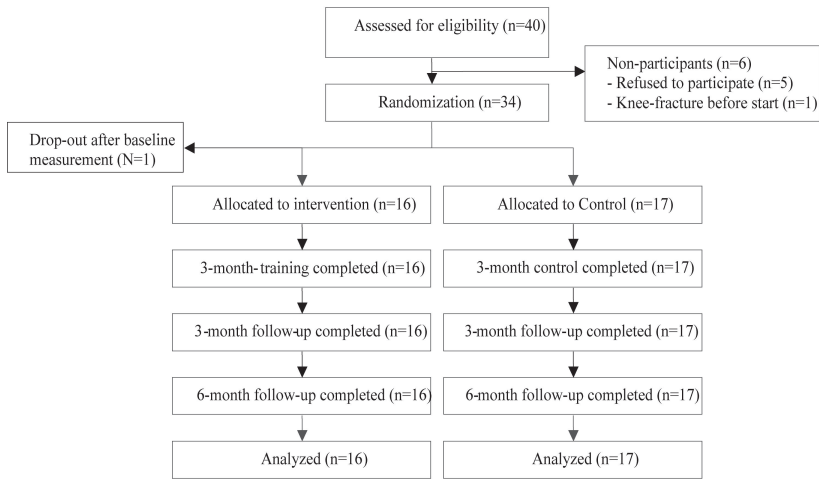 Assessed for eligibility (n=40)
Non-participants (n=6)
- Refused to participate (n=5)
- Knee-fracture before start (n=1)
Randomization (n=34)
Drop-out after baseline
measurement (N=1)
Allocated to intervention (n=16)
Allocated to Control (n=17)
3-month-training completed (n=16)
3-month control completed (n=17)
3-month follow-up completed (n=16)
3-month follow-up completed (n=17)
6-month follow-up completed (n=16)
6-month follow-up completed (n=17)
Analyzed (n=16)
Analyzed (n=17)